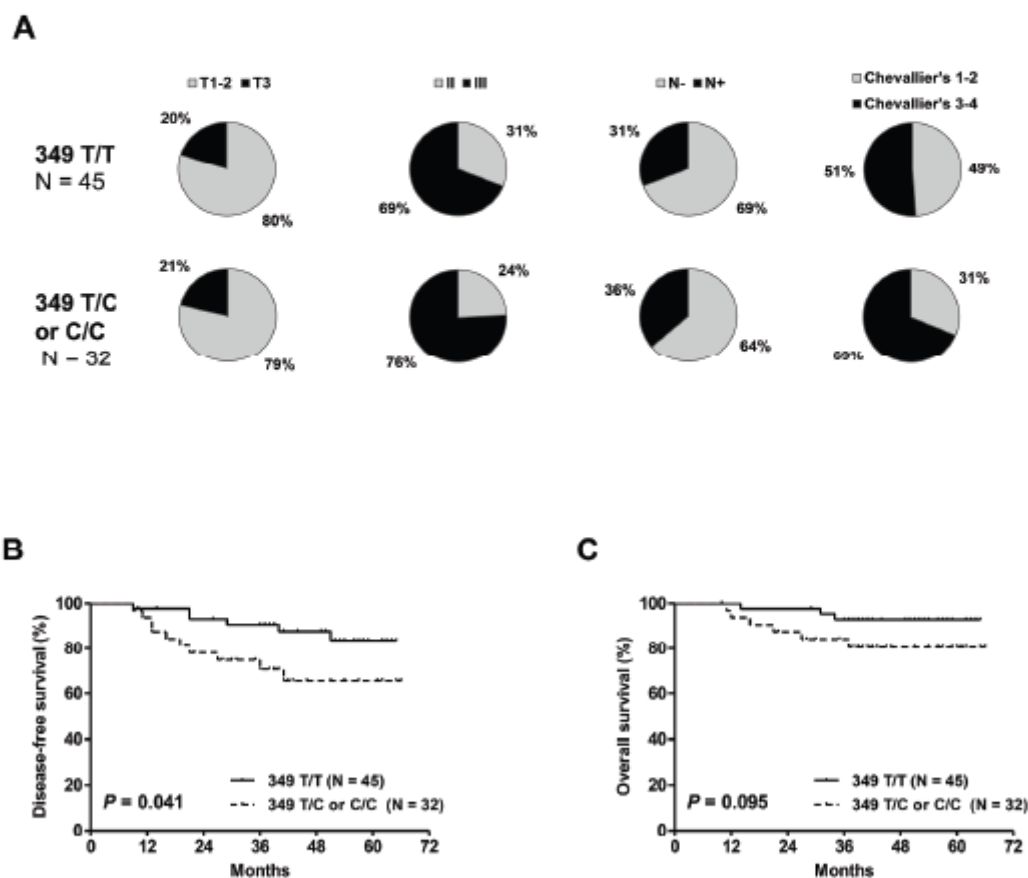 A
T1-2 T3
II III
N- N+
Chevallier's 1-2
Chevallier's 3-4
349 T/T
N = 45
20%
80%
31%
69%
31%
69%
51%
49%
349 T/C
or C/C
N – 32
21%
79%
24%
76%
36%
64%
31%
69%
B
Disease-free survival (%)
100
80
60
40
20
0
349 T/T (N = 45)
349 T/C or C/C (N = 32)
P = 0.041
0 12 24 36 48 60 72
Months
C
Overall survival (%)
100
80
60
40
20
0
349 T/T (N = 45)
349 T/C or C/C (N = 32)
P = 0.095
0 12 24 36 48 60 72
Months